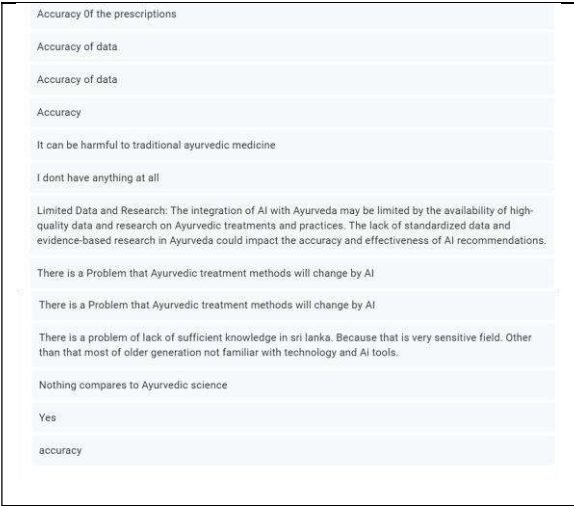 Accuracy 0f the prescriptions
Accuracy of data
Accuracy of data
Accuracy
It can be harmful to traditional ayurvedic medicine
I dont have anything at all
Limited Data and Research: The integration of AI with Ayurveda may be limited by the availability of high-
quality data and research on Ayurvedic treatments and practices. The lack of standardized data and
evidence-based research in Ayurveda could impact the accuracy and effectiveness of AI recommendations.
There is a Problem that Ayurvedic treatment methods will change by AI
There is a Problem that Ayurvedic treatment methods will change by AI
There is a problem of lack of sufficient knowledge in sri lanka. Because that is very sensitive field. Other
than that most of older generation not familiar with technology and Ai tools.
Nothing compares to Ayurvedic science
Yes
accuracy